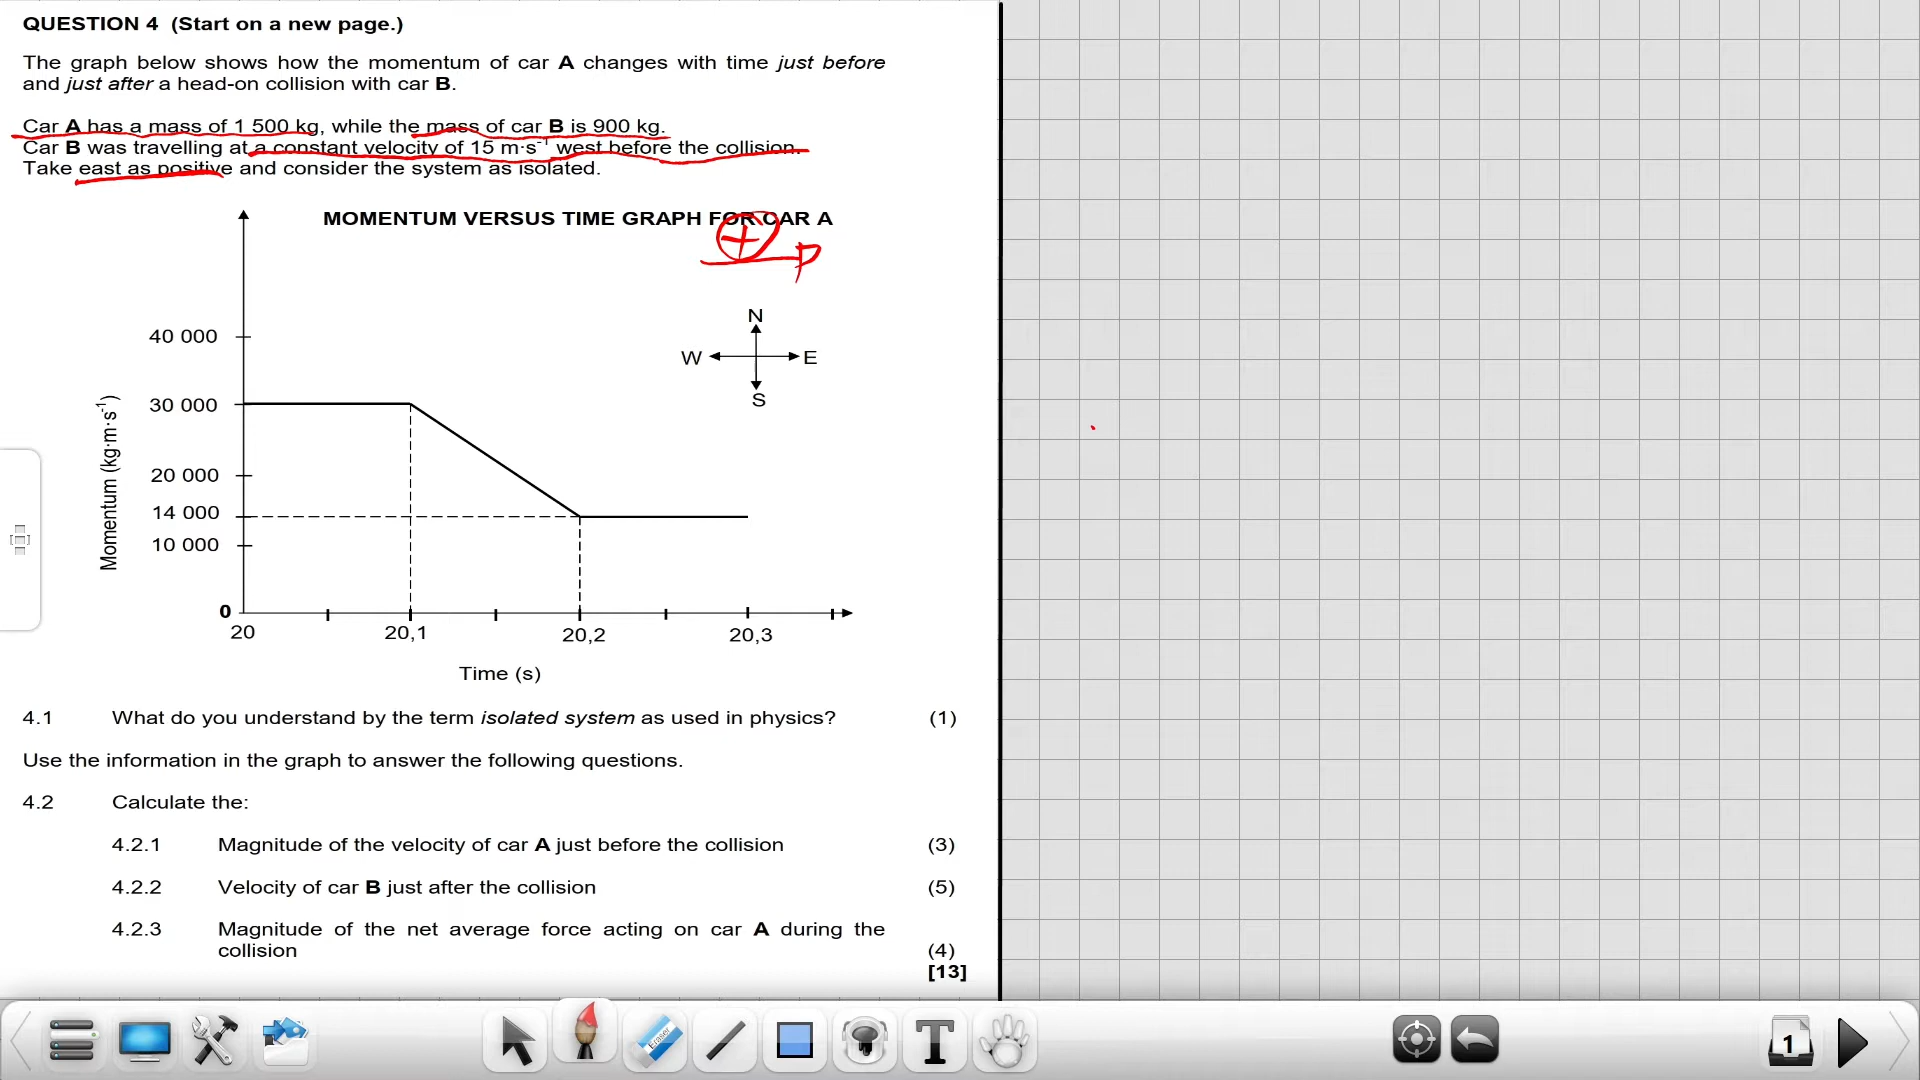 QUESTION 4 (Start on a new page.)
The graph below shows how the momentum of car A changes with time just before
and just after a head-on collision with car B.
Car A has a mass of 1 500 kg, while the mass of car B is 900 kg.
Car B was travelling at a constant velocity of 15 m·s⁻¹ west before the collision.
Take east as positive and consider the system as isolated.
MOMENTUM VERSUS TIME GRAPH FOR CAR A
+
N
W E
S
Momentum (kg·m·s⁻¹)
40 000
30 000
20 000
14 000
10 000
0
20 20,1 20,2 20,3
Time (s)
4.1 What do you understand by the term isolated system as used in physics? (1)
Use the information in the graph to answer the following questions.
4.2 Calculate the:
4.2.1 Magnitude of the velocity of car A just before the collision (3)
4.2.2 Velocity of car B just after the collision (5)
4.2.3 Magnitude of the net average force acting on car A during the
collision (4)
[13]
Eraser
T
1